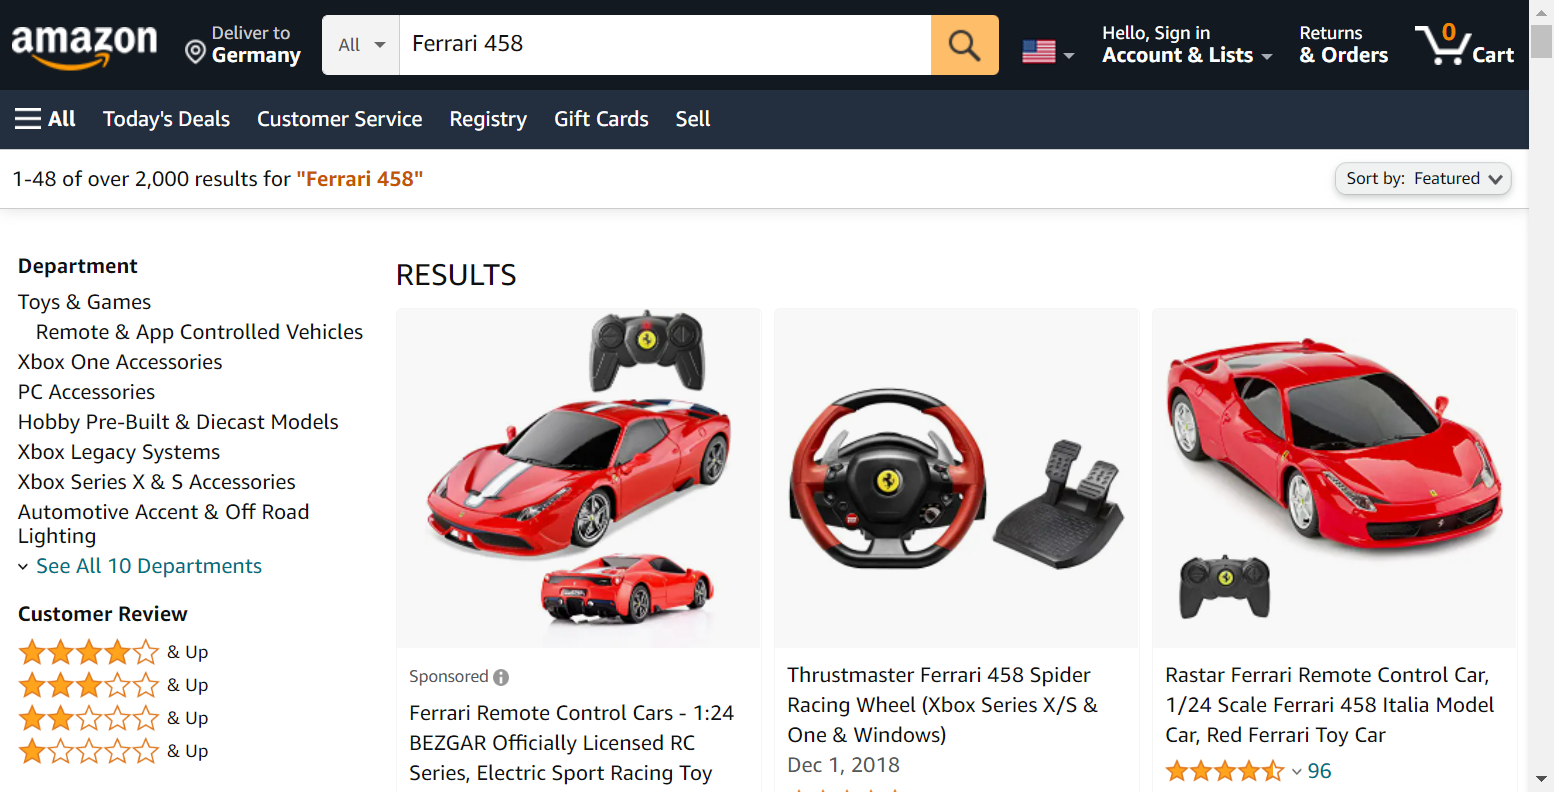 amazon
Deliver to
Germany
All
Ferrari 458
Hello, Sign in
Account & Lists
Returns
& Orders
0
Cart
All
Today's Deals
Customer Service
Registry
Gift Cards
Sell
1-48 of over 2,000 results for "Ferrari 458"
Sort by: Featured
Department
Toys & Games
Remote & App Controlled Vehicles
Xbox One Accessories
PC Accessories
Hobby Pre-Built & Diecast Models
Xbox Legacy Systems
Xbox Series X & S Accessories
Automotive Accent & Off Road
Lighting
See All 10 Departments
Customer Review
& Up
& Up
& Up
& Up
RESULTS
Sponsored
Ferrari Remote Control Cars - 1:24
BEZGAR Officially Licensed RC
Series, Electric Sport Racing Toy
Thrustmaster Ferrari 458 Spider
Racing Wheel (Xbox Series X/S &
One & Windows)
Dec 1, 2018
Rastar Ferrari Remote Control Car,
1/24 Scale Ferrari 458 Italia Model
Car, Red Ferrari Toy Car
96